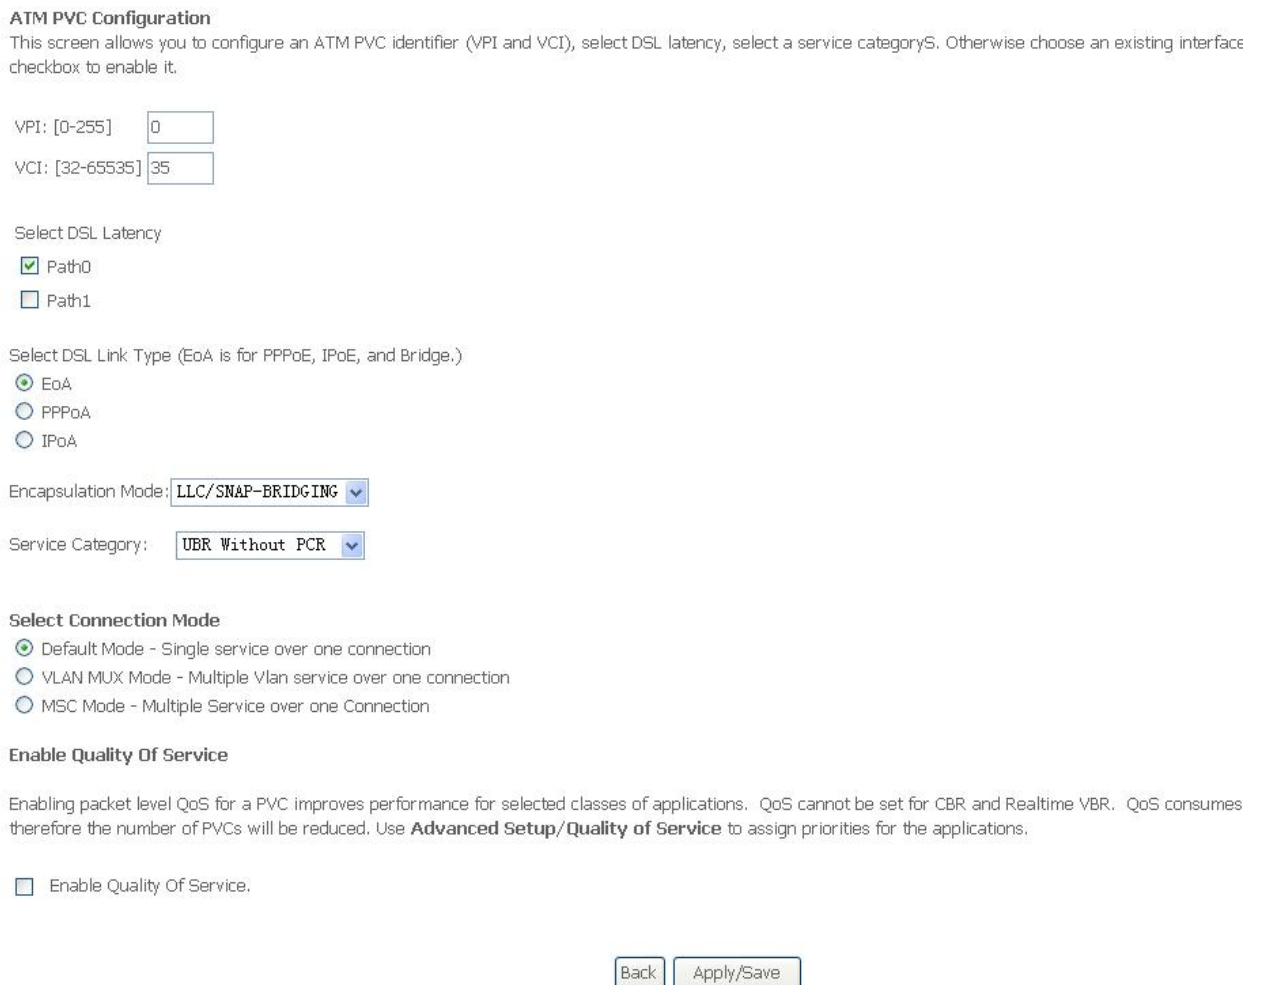 ATM PVC Configuration
This screen allows you to configure an ATM PVC identifier (VPI and VCI), select DSL latency, select a service categoryS. Otherwise choose an existing interface
checkbox to enable it.
VPI: [0-255] 0
VCI: [32-65535] 35
Select DSL Latency
Path0
Path1
Select DSL Link Type (EoA is for PPPoE, IPoE, and Bridge.)
EoA
PPPoA
IPoA
Encapsulation Mode: LLC/SNAP-BRIDGING
Service Category: UBR Without PCR
Select Connection Mode
Default Mode - Single service over one connection
VLAN MUX Mode - Multiple Vlan service over one connection
MSC Mode - Multiple Service over one Connection
Enable Quality Of Service
Enabling packet level QoS for a PVC improves performance for selected classes of applications. QoS cannot be set for CBR and Realtime VBR. QoS consumes
therefore the number of PVCs will be reduced. Use Advanced Setup/Quality of Service to assign priorities for the applications.
Enable Quality Of Service.
Back Apply/Save